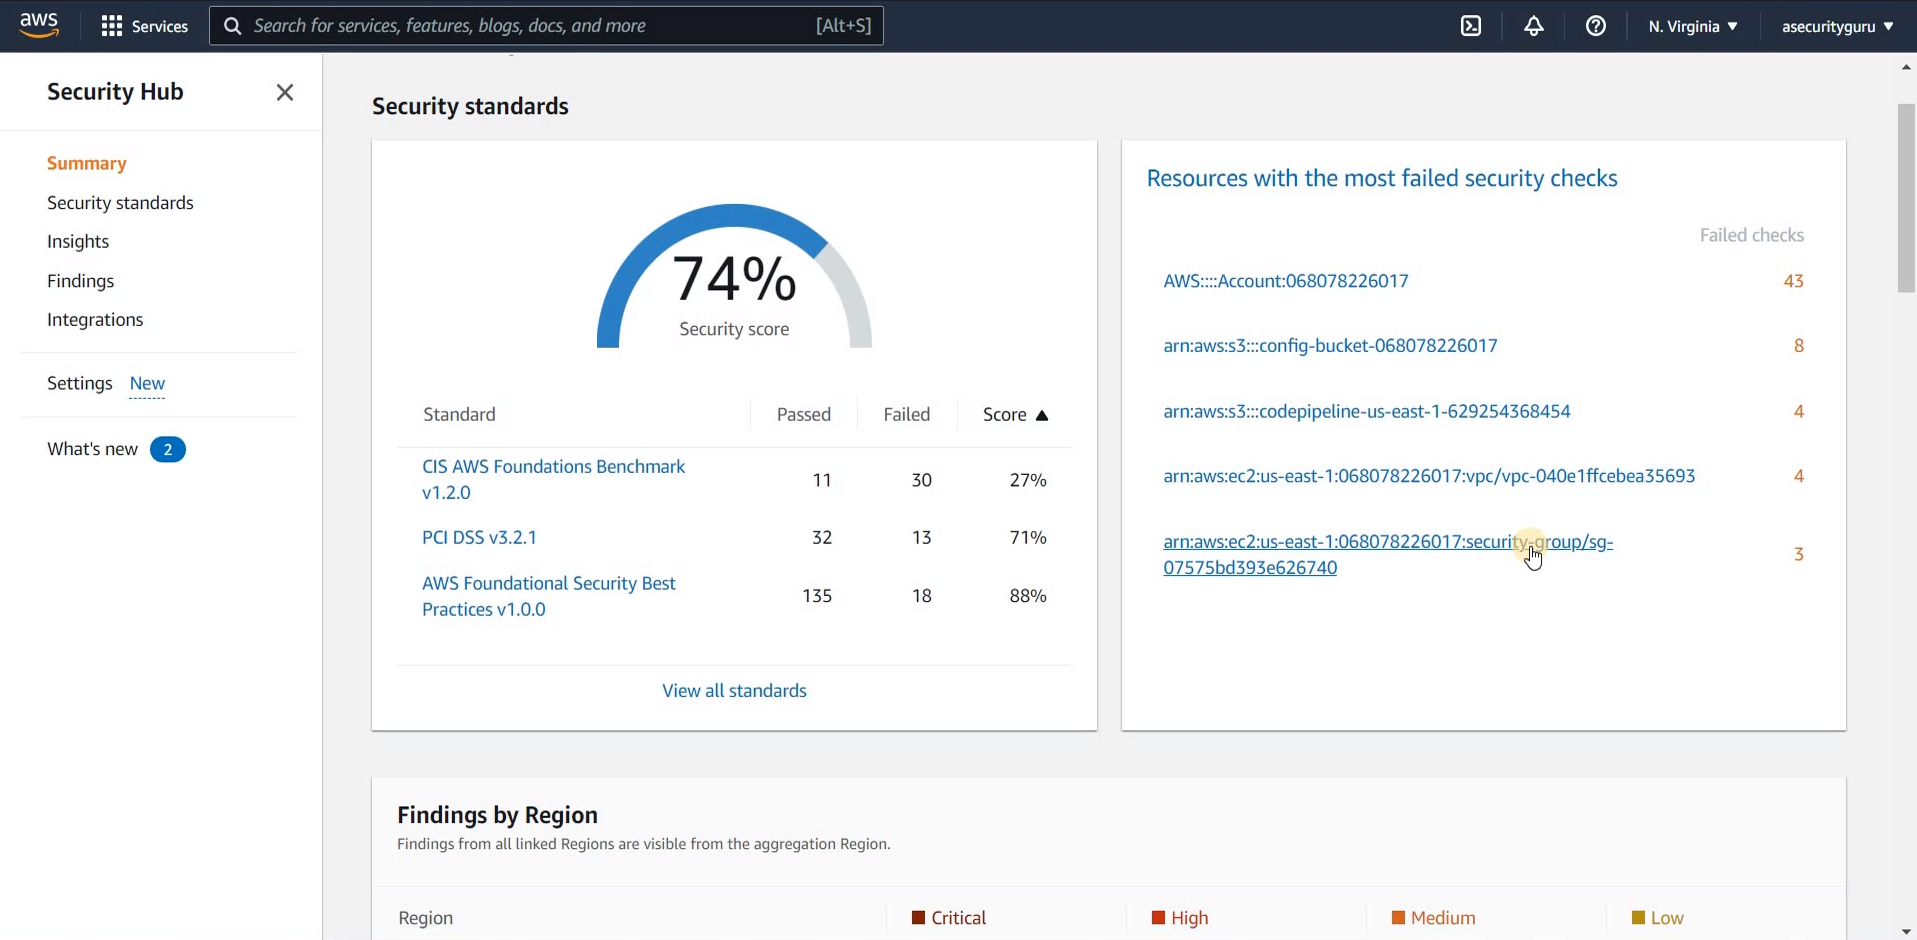 aws
Services
Search for services, features, blogs, docs, and more
[Alt+S]
N. Virginia
asecurityguru
Security Hub
Summary
Security standards
Insights
Findings
Integrations
Settings New
What's new 2
Security standards
74%
Security score
Standard Passed Failed Score
CIS AWS Foundations Benchmark
v1.2.0
11 30 27%
PCI DSS v3.2.1 32 13 71%
AWS Foundational Security Best
Practices v1.0.0
135 18 88%
View all standards
Resources with the most failed security checks
Failed checks
AWS::::Account:068078226017 43
arn:aws:s3:::config-bucket-068078226017 8
arn:aws:s3:::codepipeline-us-east-1-629254368454 4
arn:aws:ec2:us-east-1:068078226017:vpc/vpc-040e1ffcebea35693 4
arn:aws:ec2:us-east-1:068078226017:security-group/sg-
07575bd393e626740
3
Findings by Region
Findings from all linked Regions are visible from the aggregation Region.
Region Critical High Medium Low